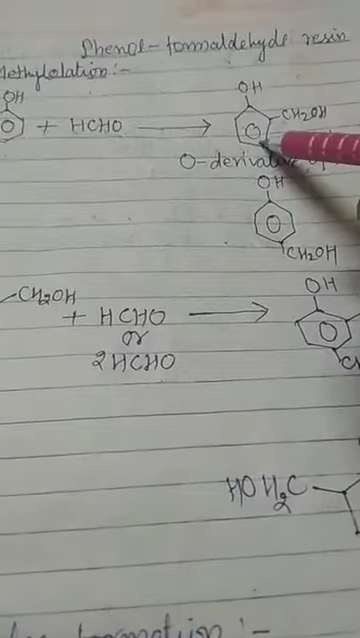 Phenol-formaldehyde resin
Methylolation:-
OH
+ HCHO
OH
CH2OH
O-derivative
OH
CH2OH
-CH2OH
+ HCHO
or
2HCHO
OH
HOH2C